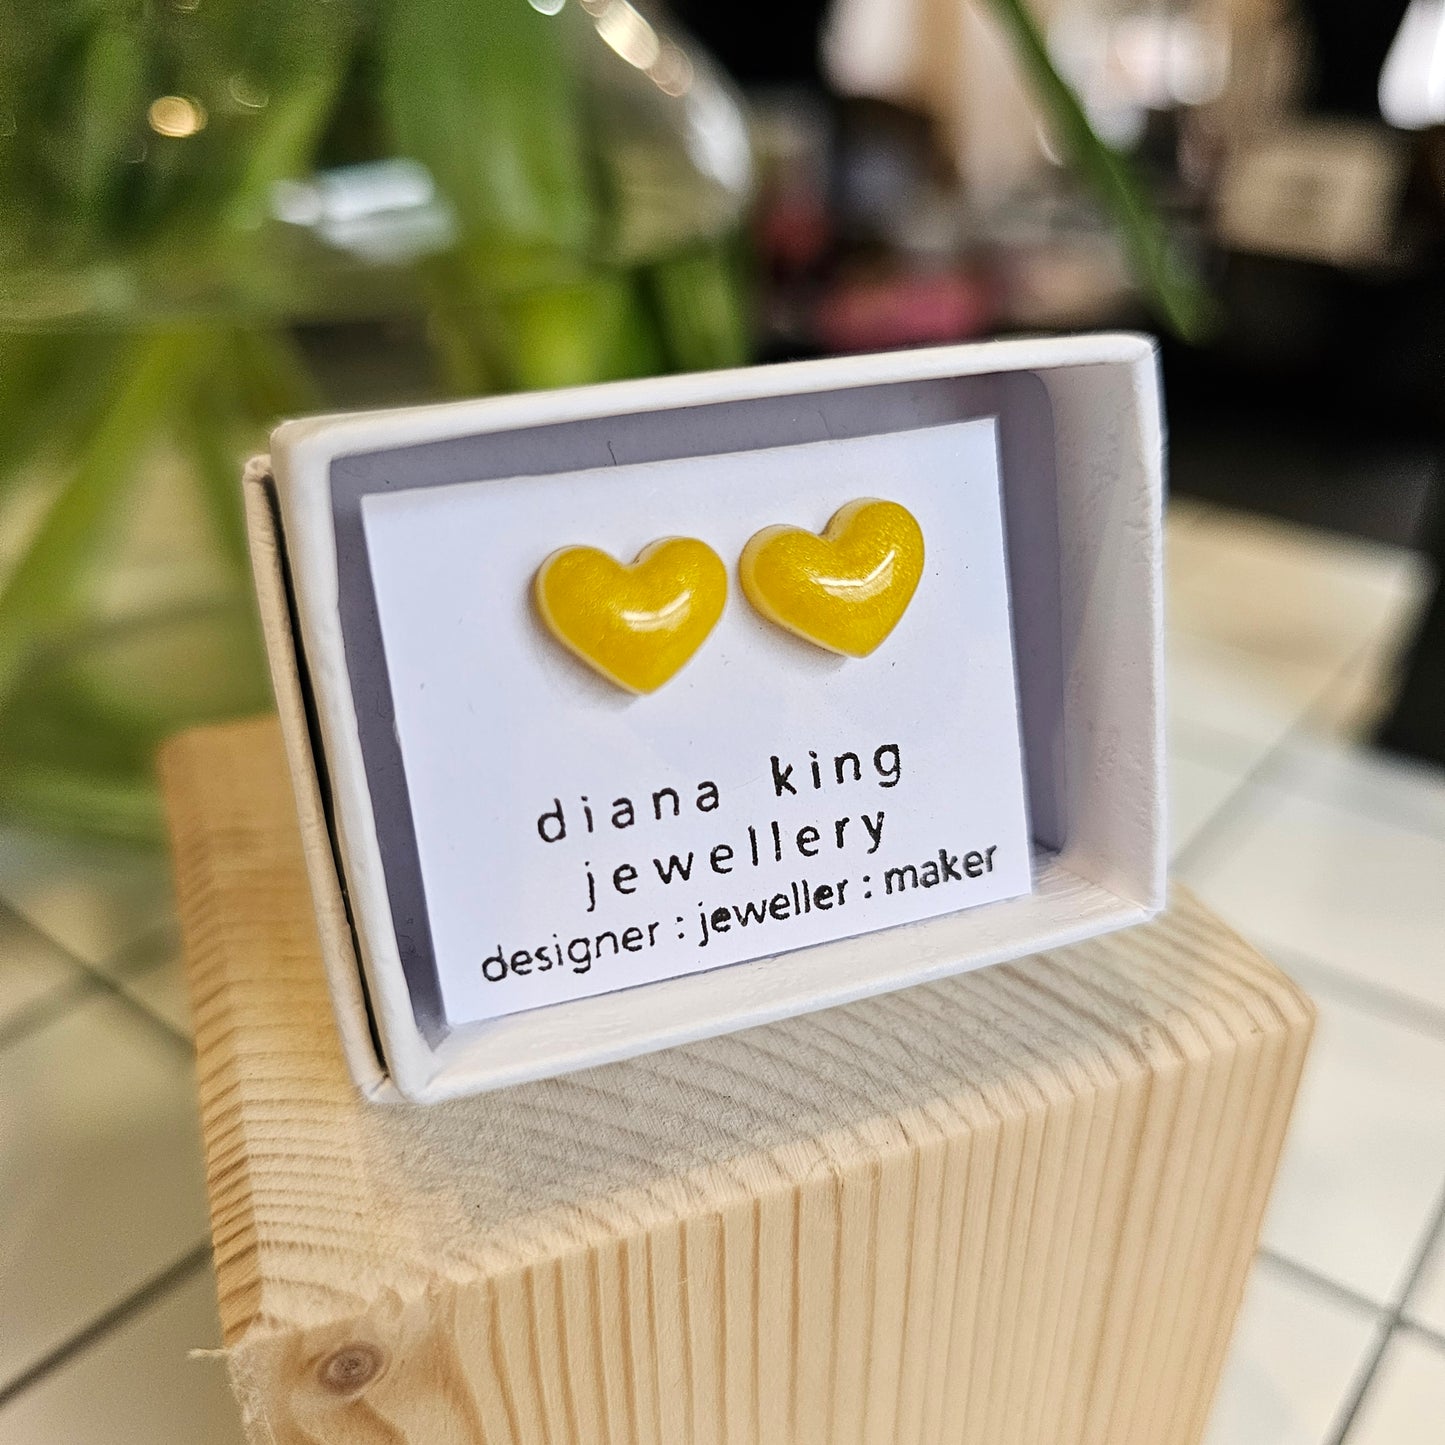 diana king
jewellery
designer : jeweller : maker